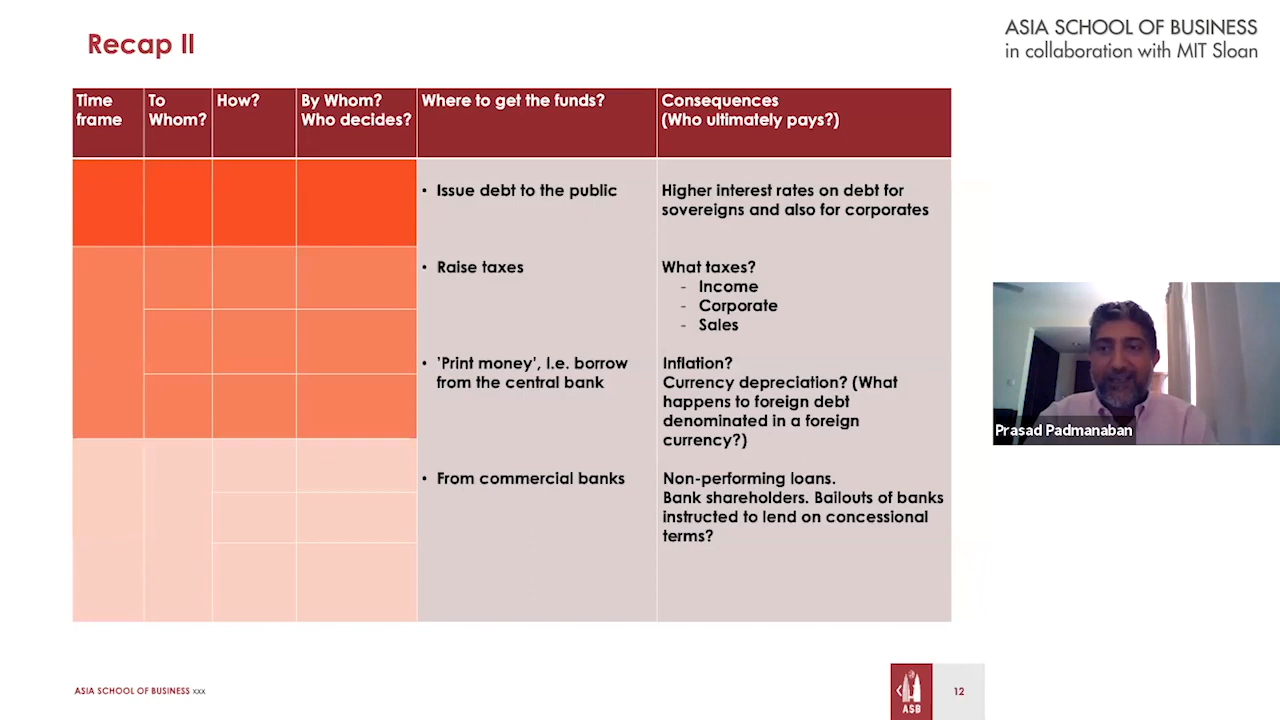 Recap II
ASIA SCHOOL OF BUSINESS
in collaboration with MIT Sloan
Time
frame
To
Whom?
How?
By Whom?
Who decides?
Where to get the funds?
Consequences
(Who ultimately pays?)
• Issue debt to the public
Higher interest rates on debt for
sovereigns and also for corporates
• Raise taxes
What taxes?
- Income
- Corporate
- Sales
• 'Print money', I.e. borrow
from the central bank
Inflation?
Currency depreciation? (What
happens to foreign debt
denominated in a foreign
currency?)
• From commercial banks
Non-performing loans.
Bank shareholders. Bailouts of banks
instructed to lend on concessional
terms?
Prasad Padmanaban
ASIA SCHOOL OF BUSINESS xxx
ASB
12